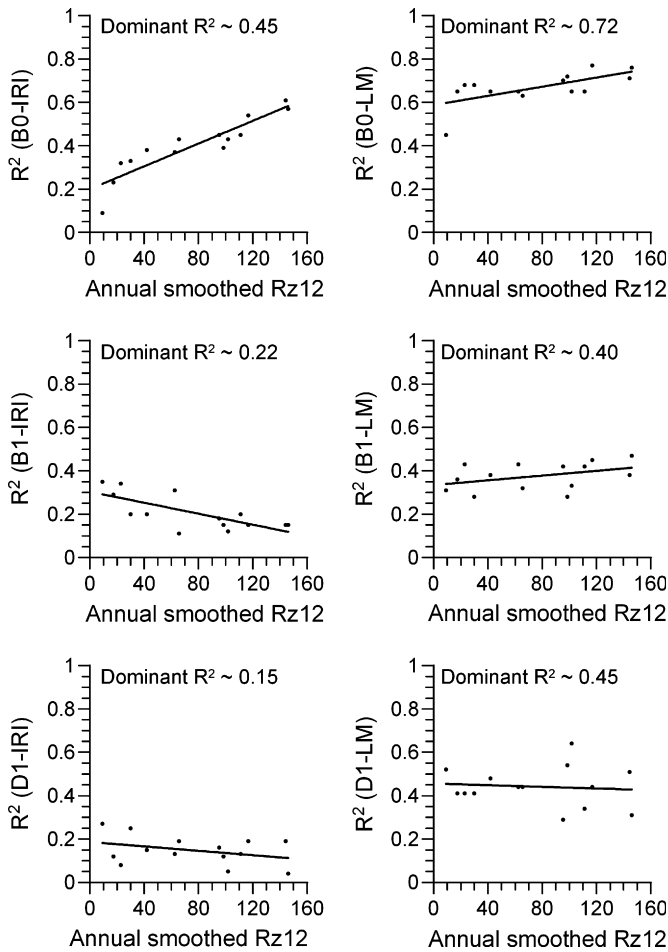 Dominant R² ~ 0.45
1
0.8
0.6
0.4
0.2
0
R² (B0-IRI)
0 40 80 120 160
Annual smoothed Rz12
Dominant R² ~ 0.72
1
0.8
0.6
0.4
0.2
0
R² (B0-LM)
0 40 80 120 160
Annual smoothed Rz12
Dominant R² ~ 0.22
1
0.8
0.6
0.4
0.2
0
R² (B1-IRI)
0 40 80 120 160
Annual smoothed Rz12
Dominant R² ~ 0.40
1
0.8
0.6
0.4
0.2
0
R² (B1-LM)
0 40 80 120 160
Annual smoothed Rz12
Dominant R² ~ 0.15
1
0.8
0.6
0.4
0.2
0
R² (D1-IRI)
0 40 80 120 160
Annual smoothed Rz12
Dominant R² ~ 0.45
1
0.8
0.6
0.4
0.2
0
R² (D1-LM)
0 40 80 120 160
Annual smoothed Rz12